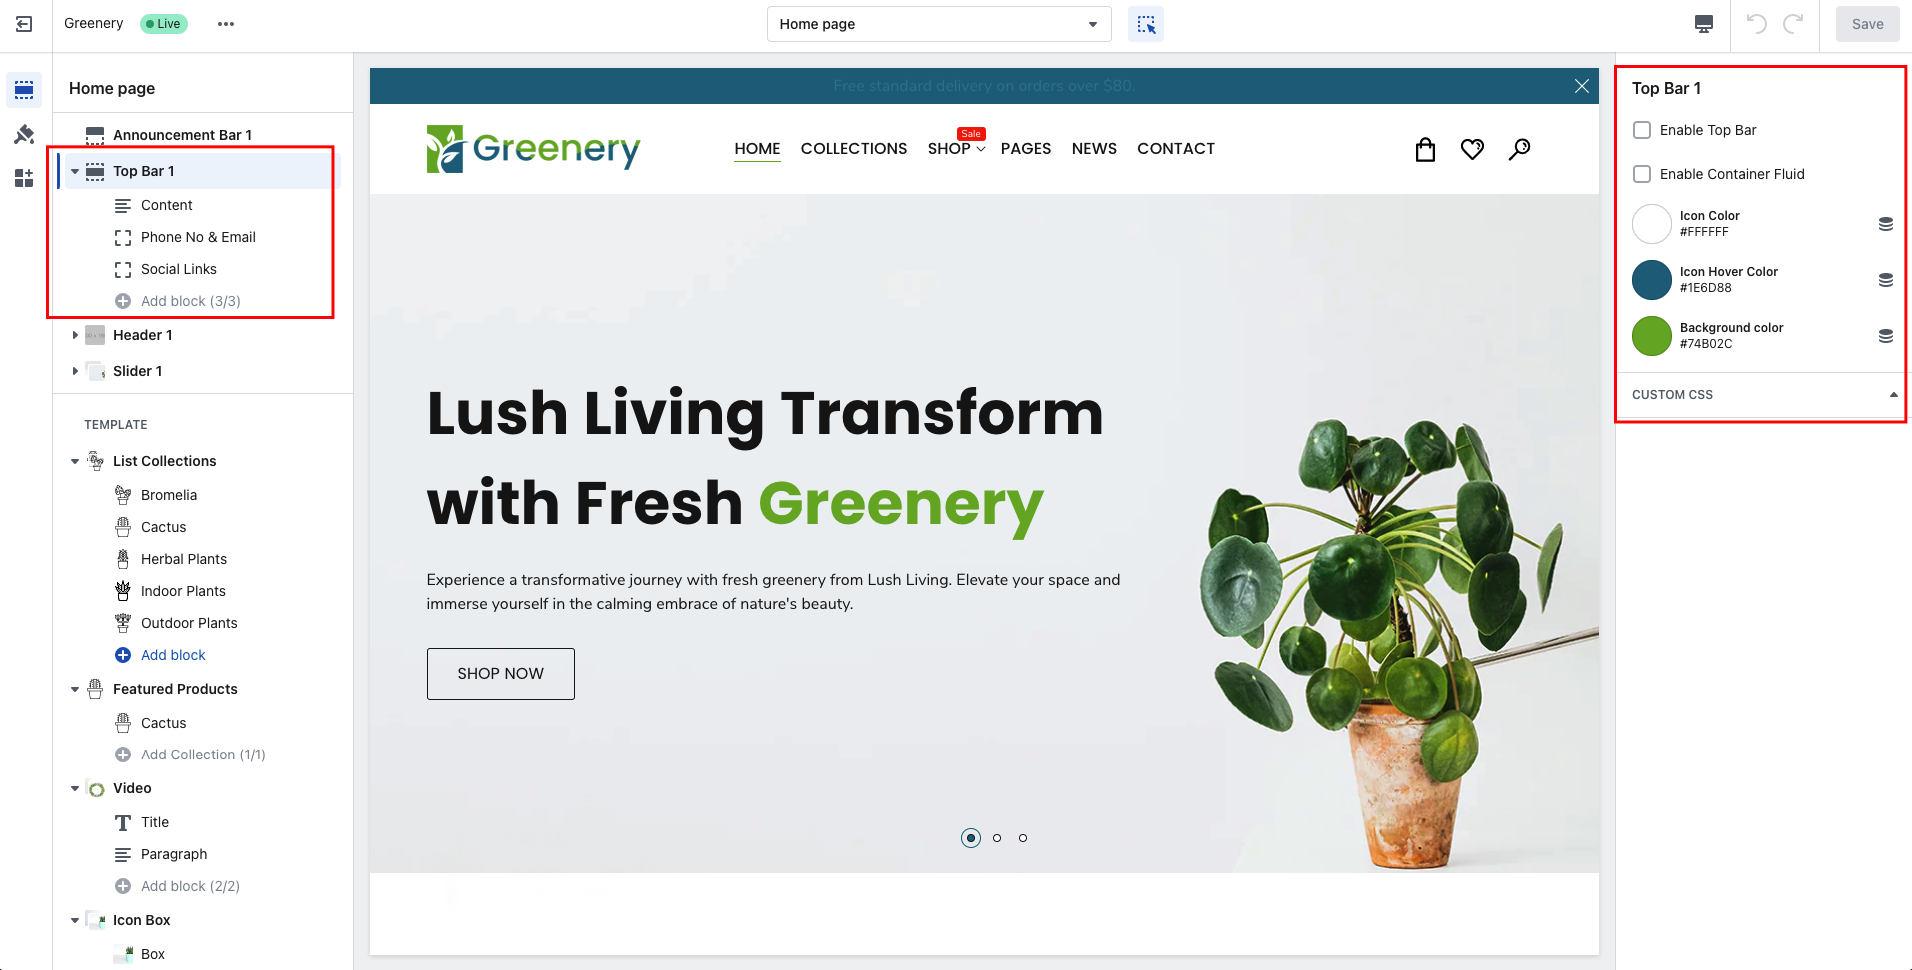 Greenery
Live
Home page
Save
Home page
Announcement Bar 1
Top Bar 1
Content
Phone No & Email
Social Links
Add block (3/3)
Header 1
Slider 1
TEMPLATE
List Collections
Bromelia
Cactus
Herbal Plants
Indoor Plants
Outdoor Plants
Add block
Featured Products
Cactus
Add Collection (1/1)
Video
Title
Paragraph
Add block (2/2)
Icon Box
Box
Free standard delivery on orders over $80.
Greenery
HOME COLLECTIONS SHOP Sale PAGES NEWS CONTACT
Lush Living Transform
with Fresh Greenery
Experience a transformative journey with fresh greenery from Lush Living. Elevate your space and
immerse yourself in the calming embrace of nature's beauty.
SHOP NOW
Top Bar 1
Enable Top Bar
Enable Container Fluid
Icon Color
#FFFFFF
Icon Hover Color
#1E6D88
Background color
#74B02C
CUSTOM CSS